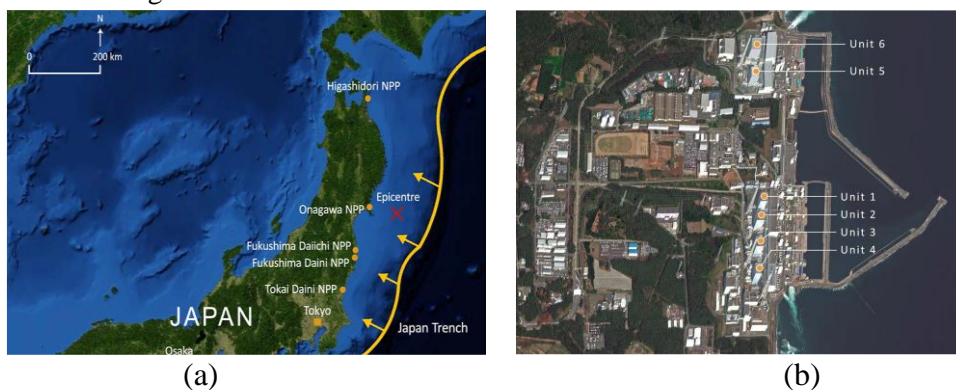 N
0
200 km
Higashidori NPP
Epicentre
Onagawa NPP
Fukushima Daiichi NPP
Fukushima Daini NPP
Tokai Daini NPP
Tokyo
JAPAN
Japan Trench
Osaka
(a)
Unit 6
Unit 5
Unit 1
Unit 2
Unit 3
Unit 4
(b)